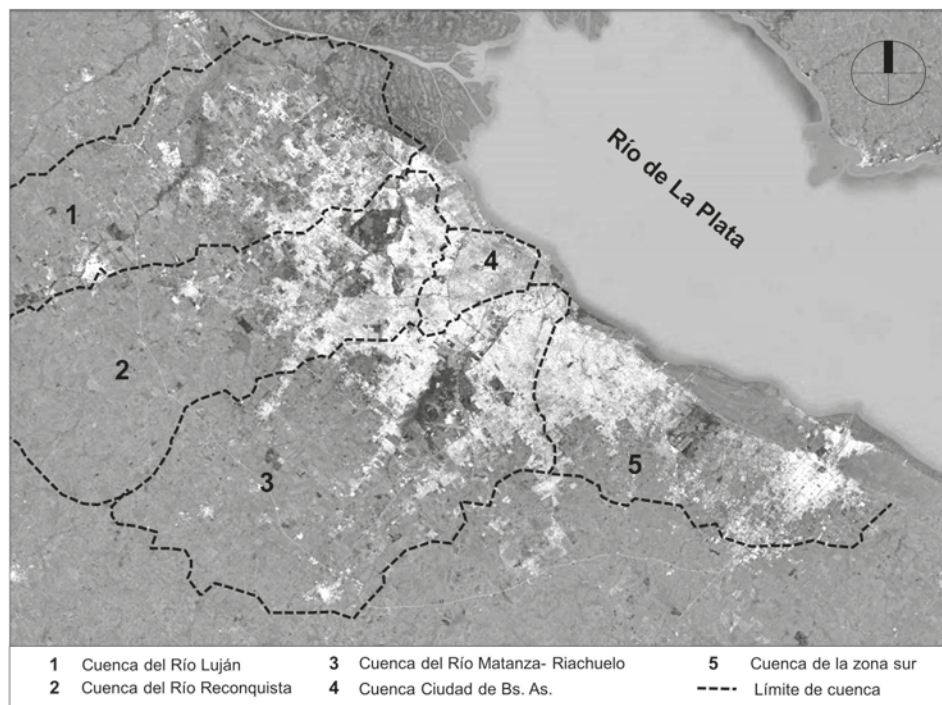 Río de La Plata
1
2
3
4
5
1 Cuenca del Río Luján
2 Cuenca del Río Reconquista
3 Cuenca del Río Matanza- Riachuelo
4 Cuenca Ciudad de Bs. As.
5 Cuenca de la zona sur
Límite de cuenca